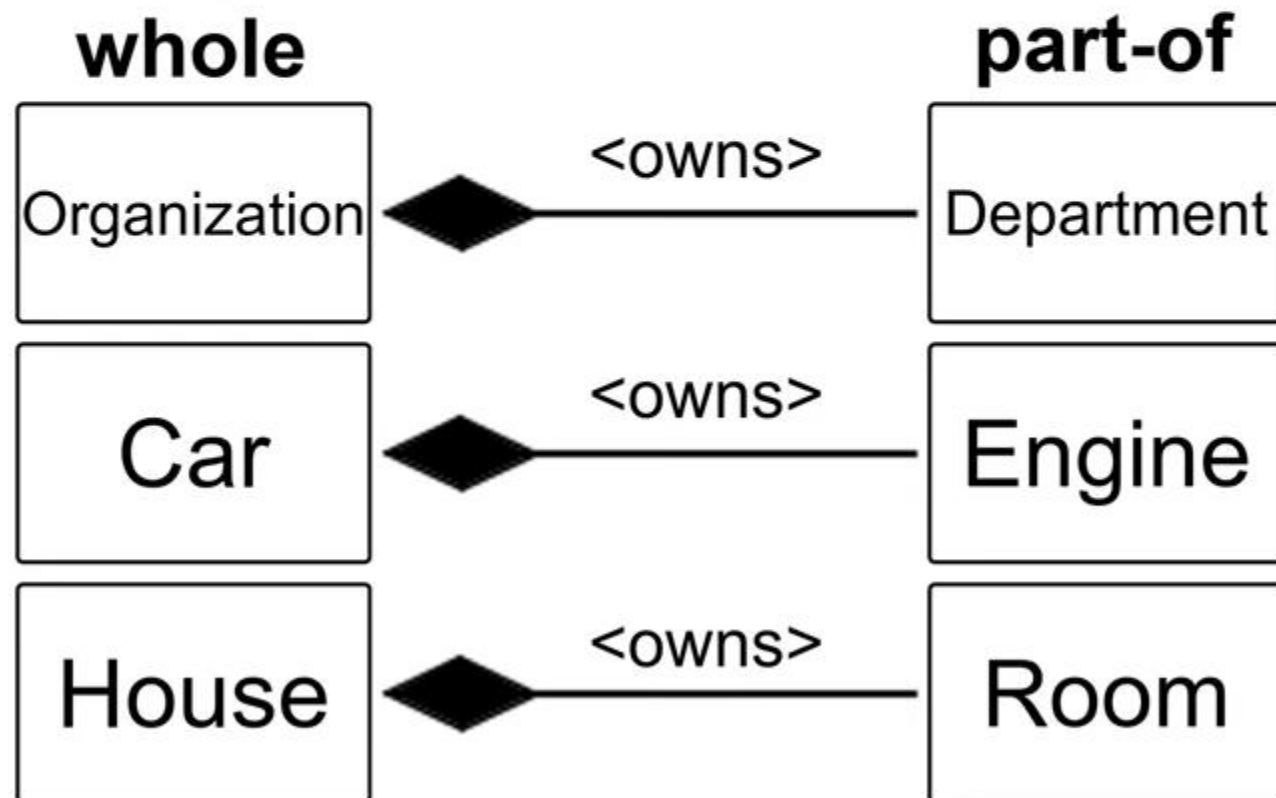 whole part-of
<owns>
Organization Department
<owns>
Car Engine
<owns>
House Room